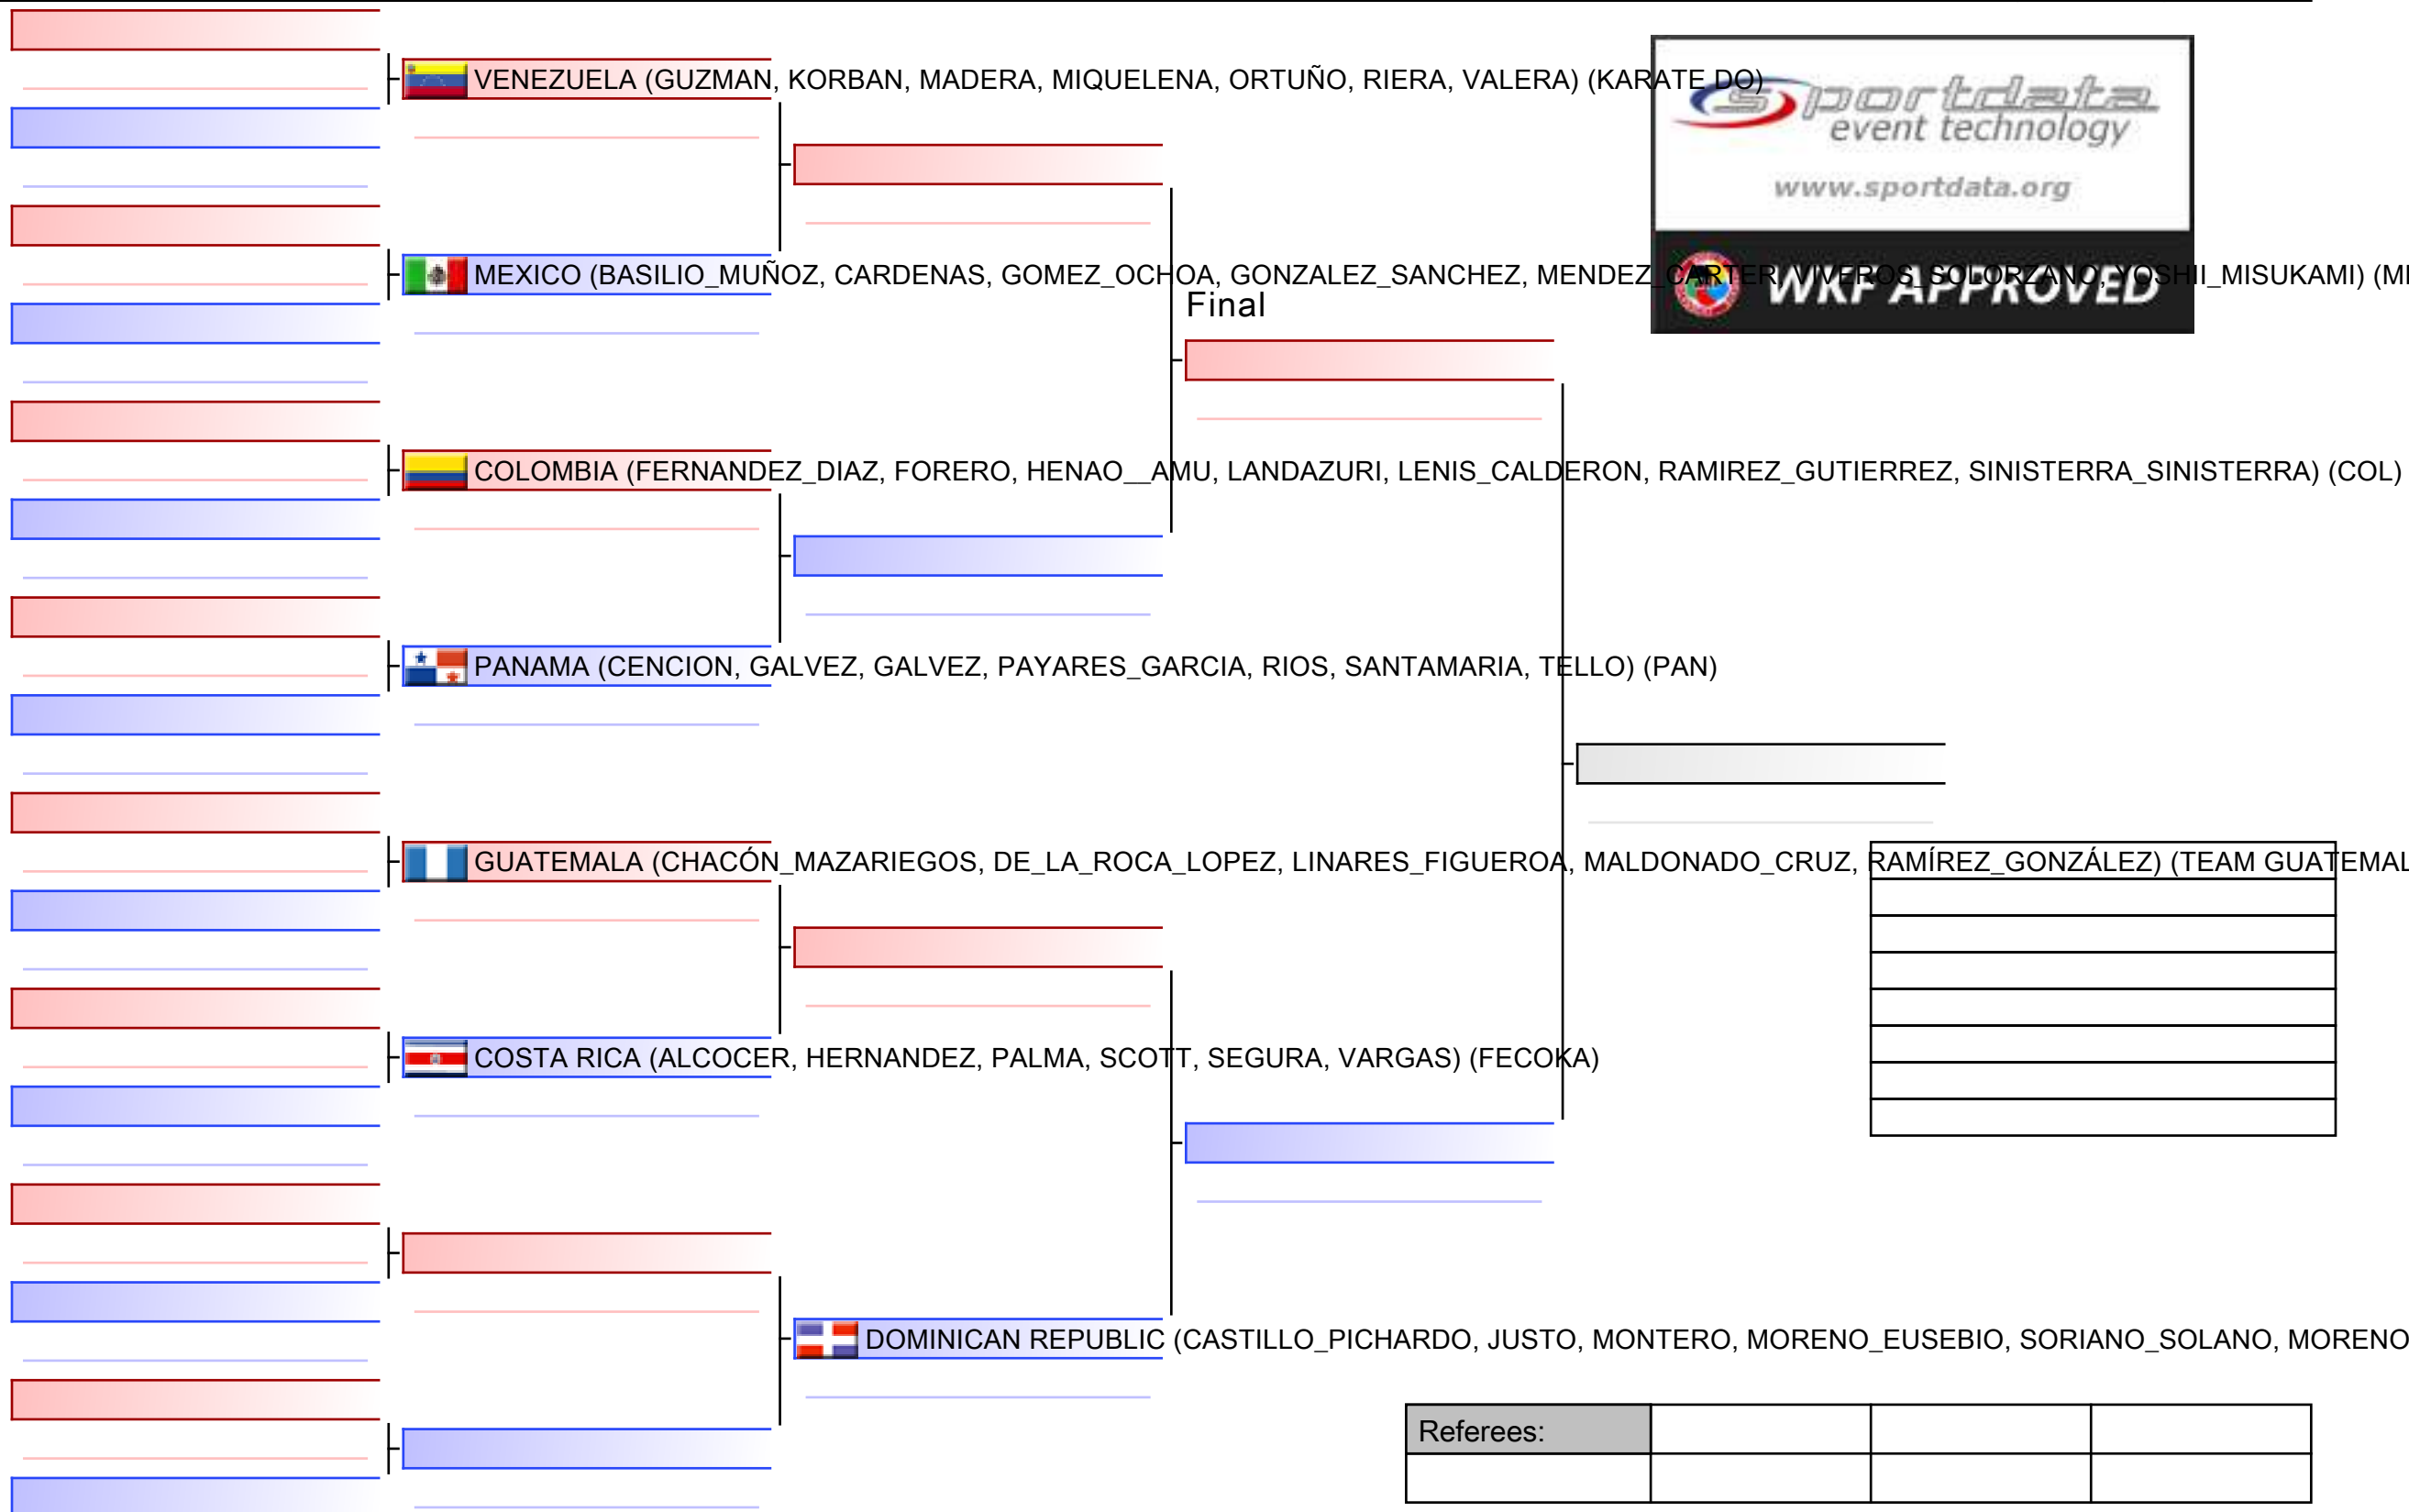 VENEZUELA (GUZMAN, KORBAN, MADERA, MIQUELENA, ORTUÑO, RIERA, VALERA) (KARATE DO)
sportdata
event technology
www.sportdata.org
MEXICO (BASILIO_MUÑOZ, CARDENAS, GOMEZ_OCHOA, GONZALEZ_SANCHEZ, MENDEZ_CARTER, VIVEROS_SOLORZANO, YOSHII_MISUKAMI)
WKF APPROVED
Final
COLOMBIA (FERNANDEZ_DIAZ, FORERO, HENAO__AMU, LANDAZURI, LENIS_CALDERON, RAMIREZ_GUTIERREZ, SINISTERRA_SINISTERRA) (COL)
PANAMA (CENCION, GALVEZ, GALVEZ, PAYARES_GARCIA, RIOS, SANTAMARIA, TELLO) (PAN)
GUATEMALA (CHACÓN_MAZARIEGOS, DE_LA_ROCA_LOPEZ, LINARES_FIGUEROA, MALDONADO_CRUZ, RAMÍREZ_GONZÁLEZ) (TEAM GUATEMAL
COSTA RICA (ALCOCER, HERNANDEZ, PALMA, SCOTT, SEGURA, VARGAS) (FECOKA)
DOMINICAN REPUBLIC (CASTILLO_PICHARDO, JUSTO, MONTERO, MORENO_EUSEBIO, SORIANO_SOLANO, MORENO
Referees: